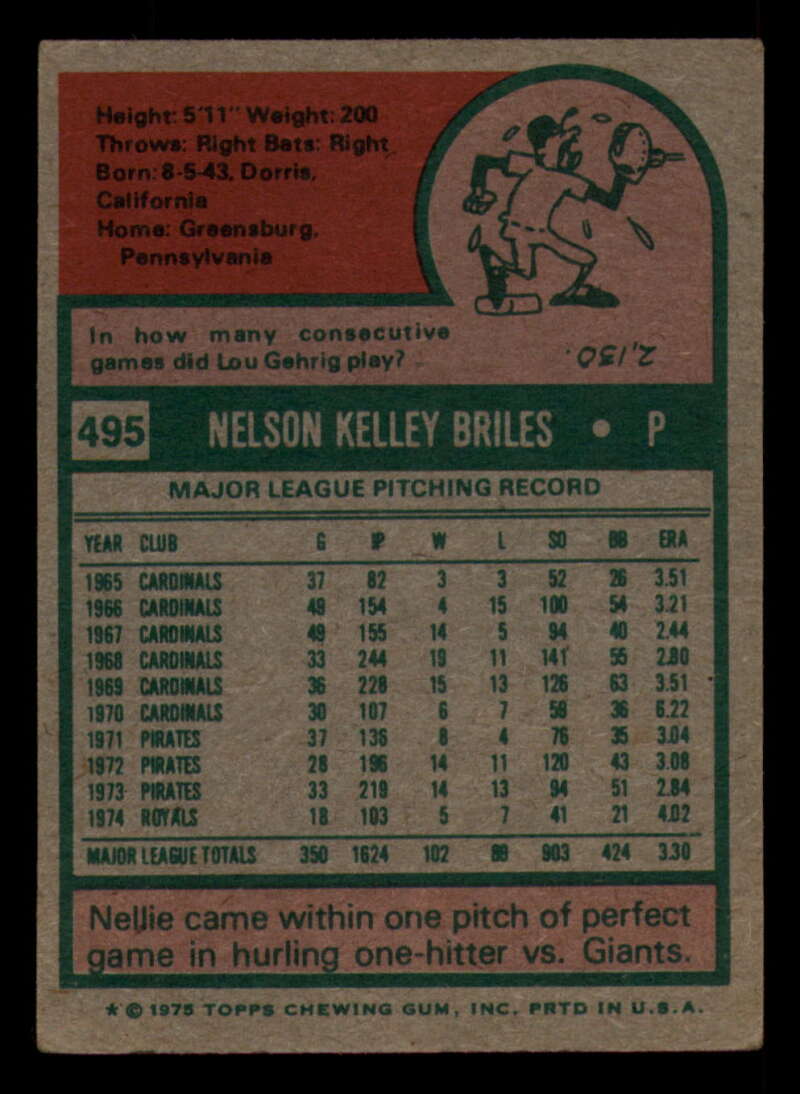 Height: 5'11" Weight: 200
Throws: Right Bats: Right
Born: 8-5-43, Dorris,
California
Home: Greensburg,
Pennsylvania
In how many consecutive
games did Lou Gehrig play?
2,130.
495 NELSON KELLEY BRILES • P
MAJOR LEAGUE PITCHING RECORD
YEAR CLUB G IP W L SO BB ERA
1965 CARDINALS 37 82 3 3 52 26 3.51
1966 CARDINALS 49 154 4 15 100 54 3.21
1967 CARDINALS 49 155 14 5 94 40 2.44
1968 CARDINALS 33 244 19 11 141 55 2.80
1969 CARDINALS 36 228 15 13 126 63 3.51
1970 CARDINALS 30 107 6 7 59 36 6.22
1971 PIRATES 37 136 8 4 76 35 3.04
1972 PIRATES 28 196 14 11 120 43 3.08
1973 PIRATES 33 219 14 13 94 51 2.84
1974 ROYALS 18 103 5 7 41 21 4.02
MAJOR LEAGUE TOTALS 350 1624 102 89 903 424 3.30
Nellie came within one pitch of perfect
game in hurling one-hitter vs. Giants.
* © 1975 TOPPS CHEWING GUM, INC. PRTD IN U.S.A.